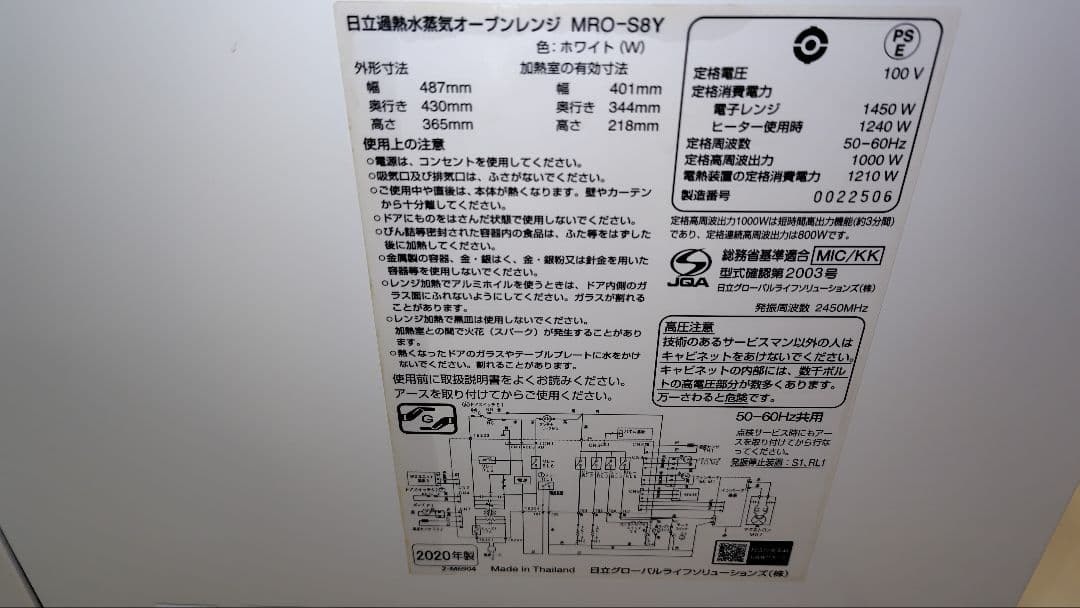 日立過熱水蒸気オーブンレンジ MRO-S8Y
色：ホワイト（W）
外形寸法
幅 487mm
奥行き 430mm
高さ 365mm
加熱室の有効寸法
幅 401mm
奥行き 344mm
高さ 218mm
使用上の注意
○電源は、コンセントを使用してください。
○吸気口及び排気口は、ふさがないでください。
○ご使用中や直後は、本体が熱くなります。壁やカーテン
から十分離してください。
○ドアにものをはさんだ状態で使用しないでください。
○びん詰等密封された容器内の食品は、ふた等をはずした
後に加熱してください。
○金属製の容器、金・銀はく、金・銀粉又は針金を用いた
容器等を使用しないでください。
○レンジ加熱でアルミホイルを使うときは、ドア内側のガ
ラス面にふれないようにしてください。ガラスが割れる
ことがあります。
○レンジ加熱で黒皿は使用しないでください。
加熱室との間で火花（スパーク）が発生することがあり
ます。
○熱くなったドアのガラスやテーブルプレートに水をかけ
ないでください。割れることがあります。
使用前に取扱説明書をよくお読みください。
アースを取り付けてからご使用ください。
G
PS
E
定格電圧 100 V
定格消費電力
電子レンジ 1450 W
ヒーター使用時 1240 W
定格周波数 50-60Hz
定格高周波出力 1000 W
電熱装置の定格消費電力 1210 W
製造番号 0022506
定格高周波出力1000Wは短時間高出力機能(約3分間)
であり、定格連続高周波出力は800Wです。
JQA
総務省基準適合 MIC/KK
型式確認第2003号
日立グローバルライフソリューションズ(株)
発振周波数 2450MHz
高圧注意
技術のあるサービスマン以外の人は
キャビネットをあけないでください。
キャビネットの内部には、数千ボル
トの高電圧部分が数多くあります。
万一さわると危険です。
50-60Hz共用
点検サービス時にもアー
スを取り付けてから行な
ってください。
発振停止装置：S1、RL1
2020年製
2-M6904 Made in Thailand 日立グローバルライフソリューションズ(株)